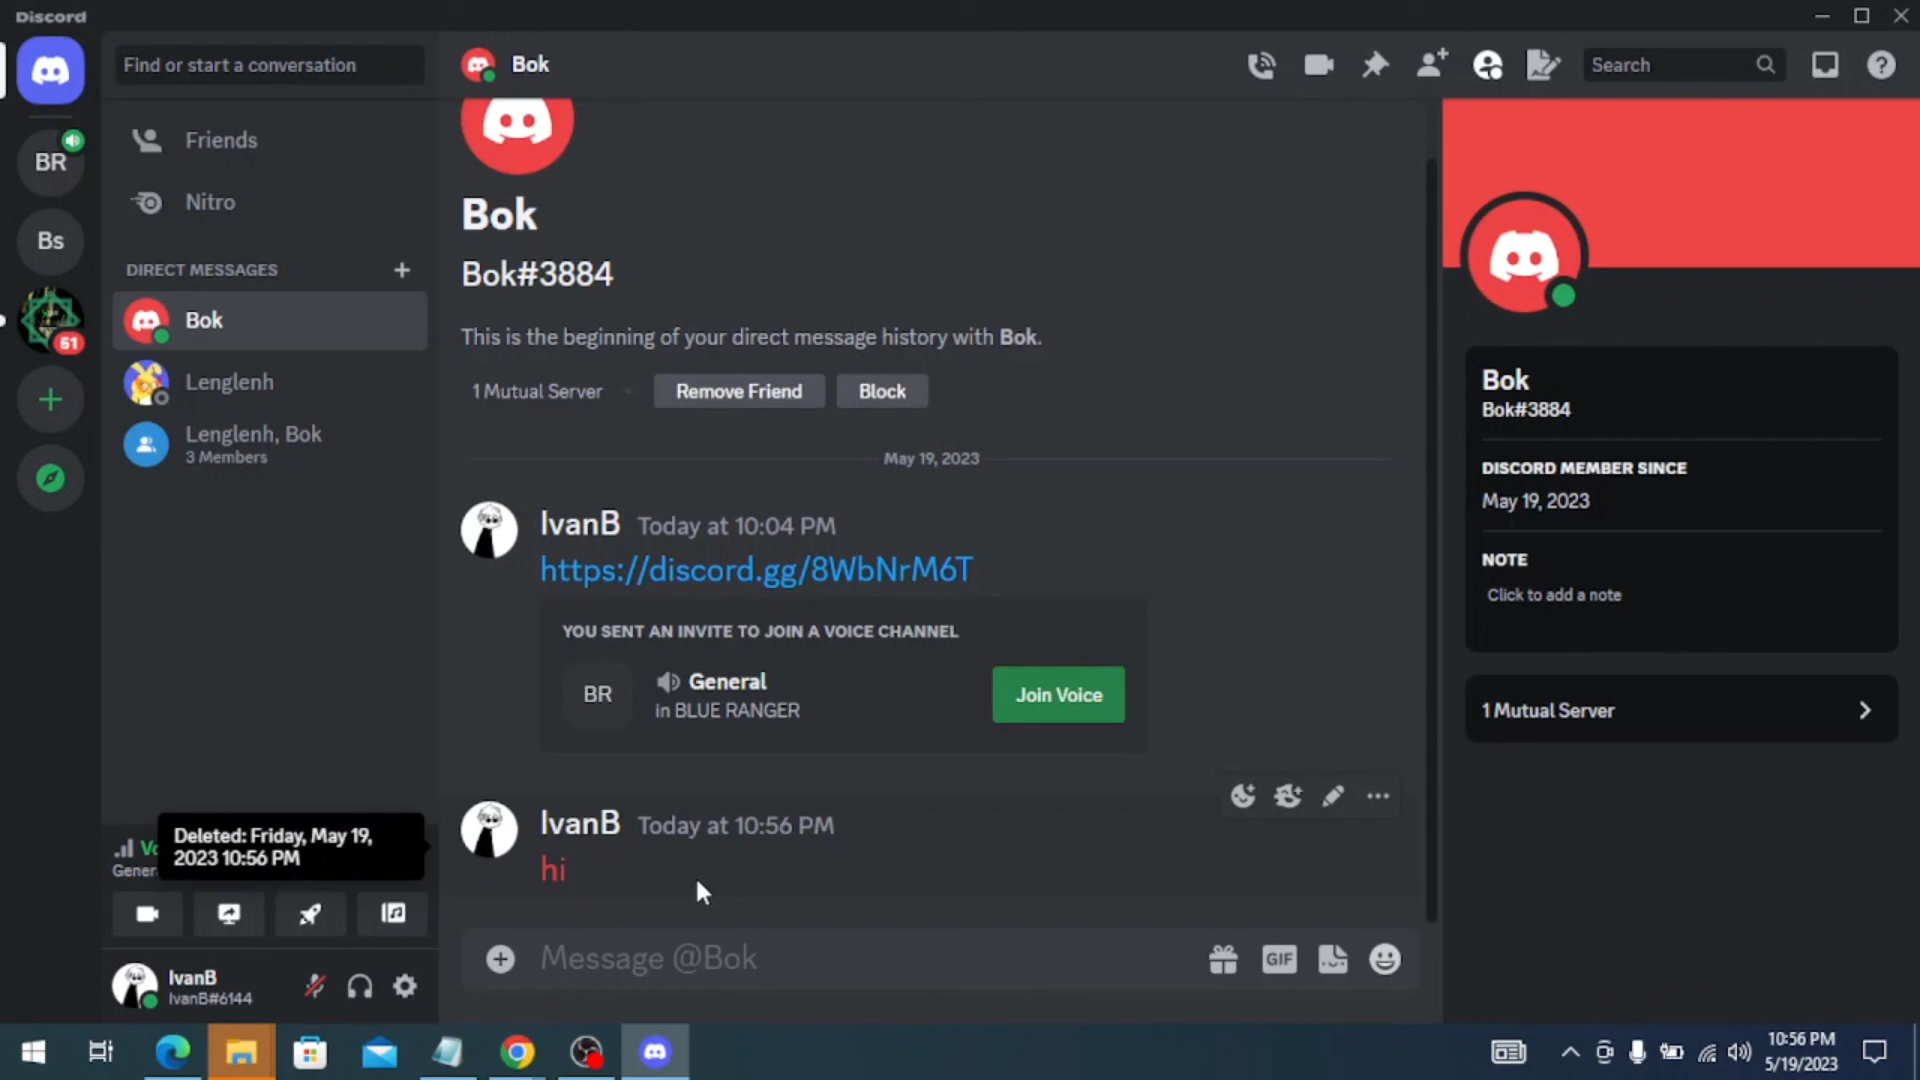 Discord
Find or start a conversation
Bok
Search
BR
Bs
51
Friends
Nitro
DIRECT MESSAGES
Bok
Lenglenh
Lenglenh, Bok
3 Members
Bok
Bok#3884
This is the beginning of your direct message history with Bok.
1 Mutual Server
Remove Friend
Block
May 19, 2023
IvanB Today at 10:04 PM
https://discord.gg/8WbNrM6T
YOU SENT AN INVITE TO JOIN A VOICE CHANNEL
BR
General
in BLUE RANGER
Join Voice
IvanB Today at 10:56 PM
hi
Message @Bok
GIF
Bok
Bok#3884
DISCORD MEMBER SINCE
May 19, 2023
NOTE
Click to add a note
1 Mutual Server
Deleted: Friday, May 19,
2023 10:56 PM
Vo
Gener
IvanB
IvanB#6144
10:56 PM
5/19/2023